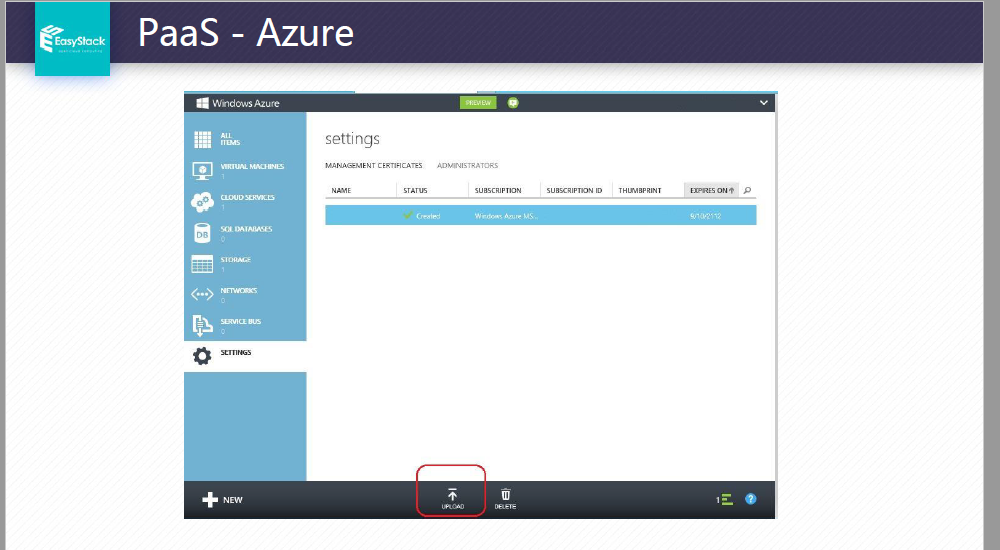 EasyStack
PaaS - Azure
Windows Azure
PREVIEW
ALL
ITEMS
VIRTUAL MACHINES
1
CLOUD SERVICES
1
SQL DATABASES
0
DB
STORAGE
1
NETWORKS
0
SERVICE BUS
0
SETTINGS
settings
MANAGEMENT CERTIFICATES ADMINISTRATORS
NAME STATUS SUBSCRIPTION SUBSCRIPTION ID THUMBPRINT EXPIRES ON
Created Windows Azure MS... 9/10/2112
NEW
UPLOAD
DELETE
1
?